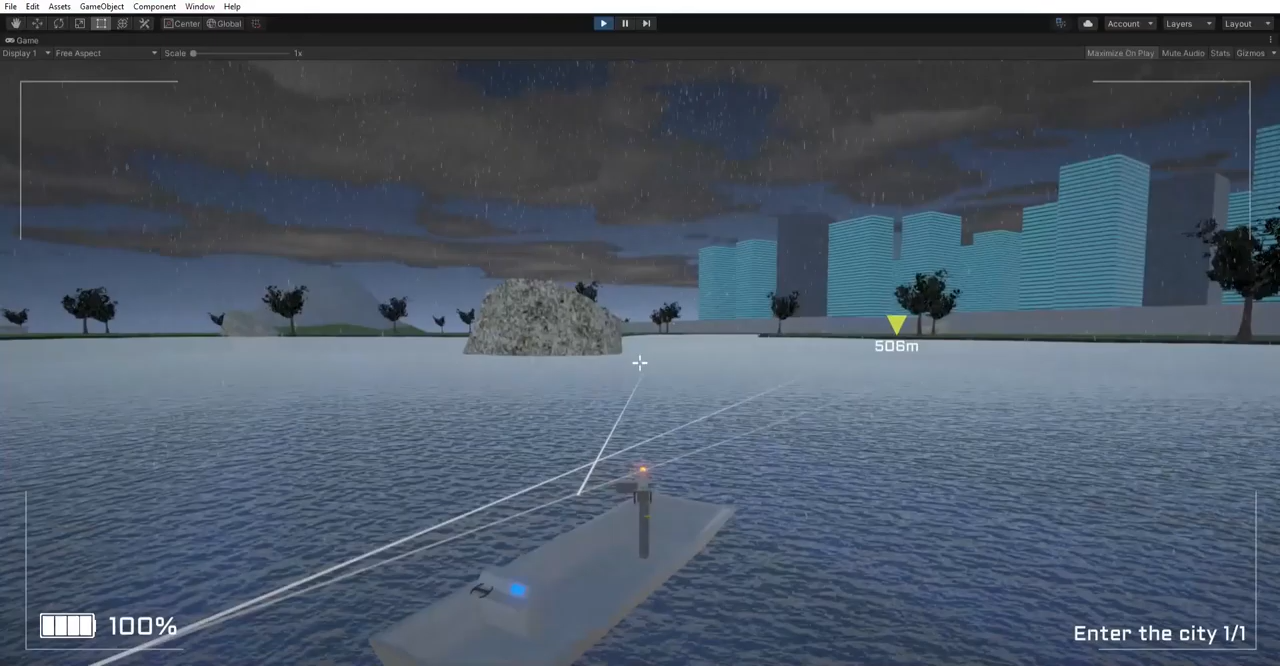 File Edit Assets GameObject Component Window Help
Center Global Account Layers Layout
Game
Display 1 Free Aspect Scale 1x Maximize On Play Mute Audio Stats Gizmos
506m
100%
Enter the city 1/1